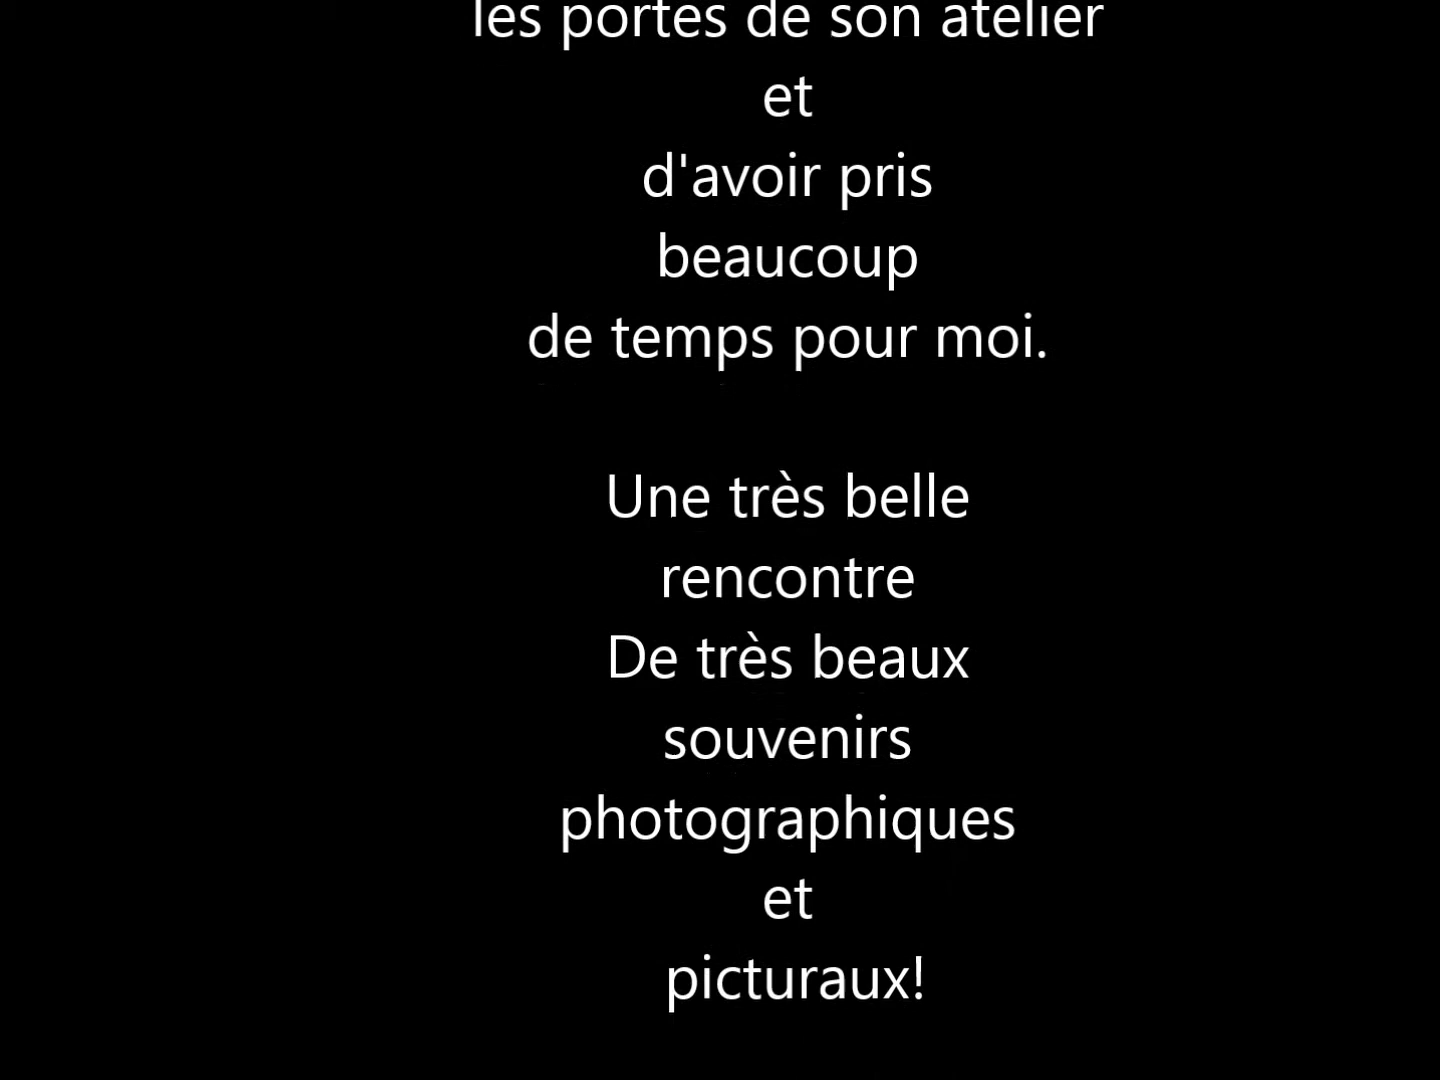 les portes de son atelier
et
d'avoir pris
beaucoup
de temps pour moi.
Une très belle
rencontre
De très beaux
souvenirs
photographiques
et
picturaux!